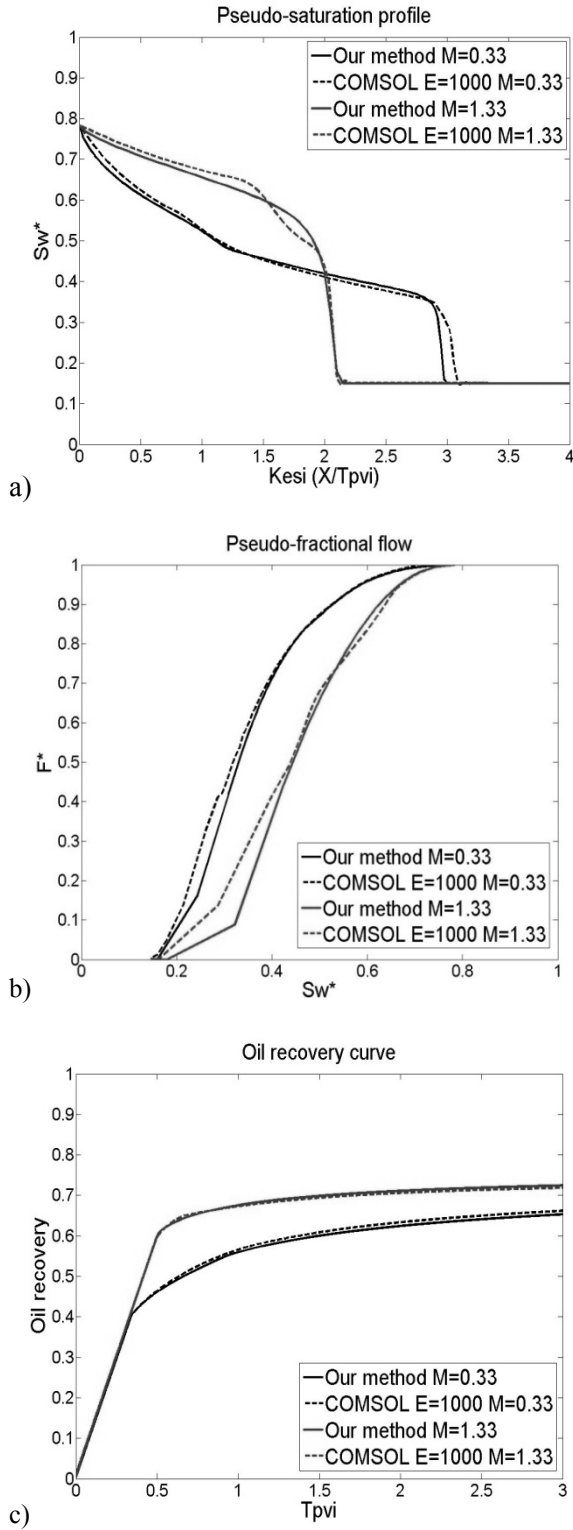 Pseudo-saturation profile
1
0.9
0.8
0.7
0.6
0.5
0.4
0.3
0.2
0.1
0
Sw*
Our method M=0.33
COMSOL E=1000 M=0.33
Our method M=1.33
COMSOL E=1000 M=1.33
0 0.5 1 1.5 2 2.5 3 3.5 4
Kesi (X/Tpvi)
a)
Pseudo-fractional flow
1
0.9
0.8
0.7
0.6
0.5
0.4
0.3
0.2
0.1
0
F*
Our method M=0.33
COMSOL E=1000 M=0.33
Our method M=1.33
COMSOL E=1000 M=1.33
0 0.2 0.4 0.6 0.8 1
Sw*
b)
Oil recovery curve
1
0.9
0.8
0.7
0.6
0.5
0.4
0.3
0.2
0.1
0
Oil recovery
Our method M=0.33
COMSOL E=1000 M=0.33
Our method M=1.33
COMSOL E=1000 M=1.33
0 0.5 1 1.5 2 2.5 3
Tpvi
c)